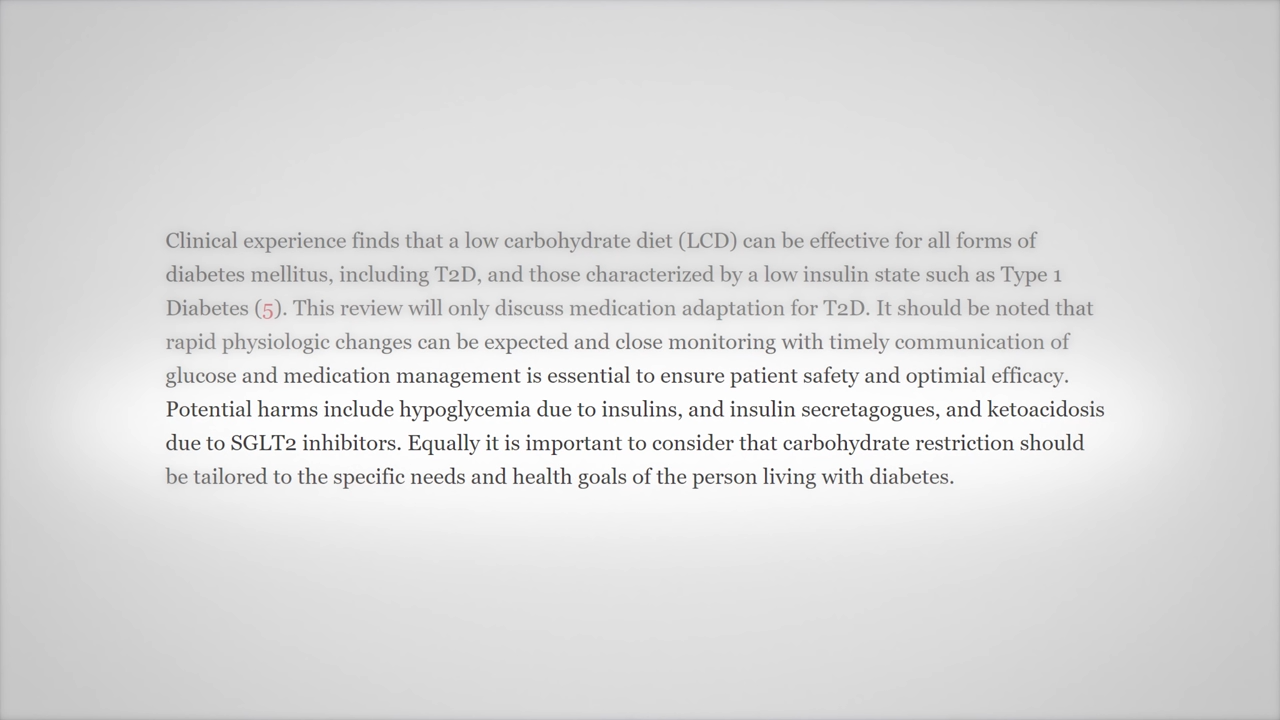 Clinical experience finds that a low carbohydrate diet (LCD) can be effective for all forms of
diabetes mellitus, including T2D, and those characterized by a low insulin state such as Type 1
Diabetes (5). This review will only discuss medication adaptation for T2D. It should be noted that
rapid physiologic changes can be expected and close monitoring with timely communication of
glucose and medication management is essential to ensure patient safety and optimial efficacy.
Potential harms include hypoglycemia due to insulins, and insulin secretagogues, and ketoacidosis
due to SGLT2 inhibitors. Equally it is important to consider that carbohydrate restriction should
be tailored to the specific needs and health goals of the person living with diabetes.